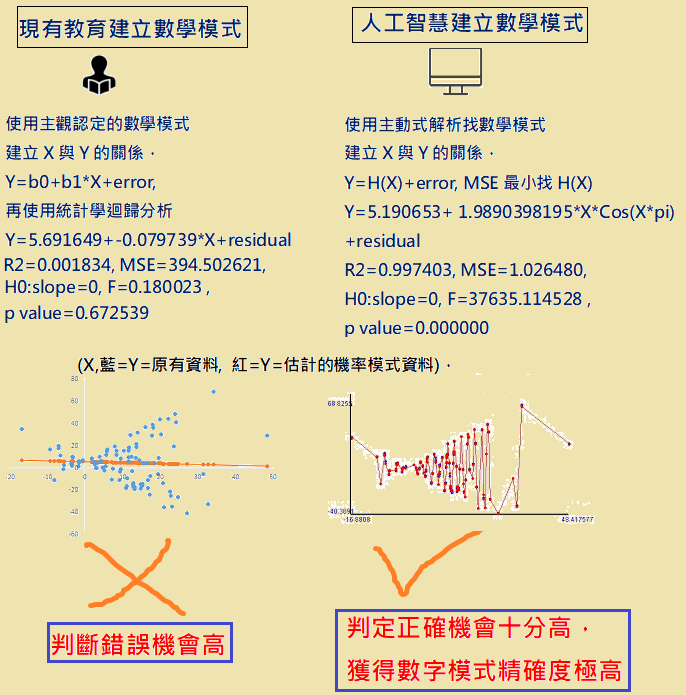 現有教育建立數學模式
使用主觀認定的數學模式
建立 X 與 Y 的關係．
Y=b0+b1*X+error,
再使用統計學迴歸分析
Y=5.691649+-0.079739*X+residual
R2=0.001834, MSE=394.502621,
H0:slope=0, F=0.180023 ,
p value=0.672539
人工智慧建立數學模式
使用主動式解析找數學模式
建立 X 與 Y 的關係．
Y=H(X)+error, MSE 最小找 H(X)
Y=5.190653+ 1.9890398195*X*Cos(X*pi)
+residual
R2=0.997403, MSE=1.026480,
H0:slope=0, F=37635.114528 ,
p value=0.000000
(X,藍=Y=原有資料, 紅=Y=估計的機率模式資料)．
80
60
40
20
0
-20
-40
-60
20
-10
0
10
20
30
40
50
68.8255
-40.3091
-16.8808
48.417577
判斷錯誤機會高
判定正確機會十分高．
獲得數字模式精確度極高